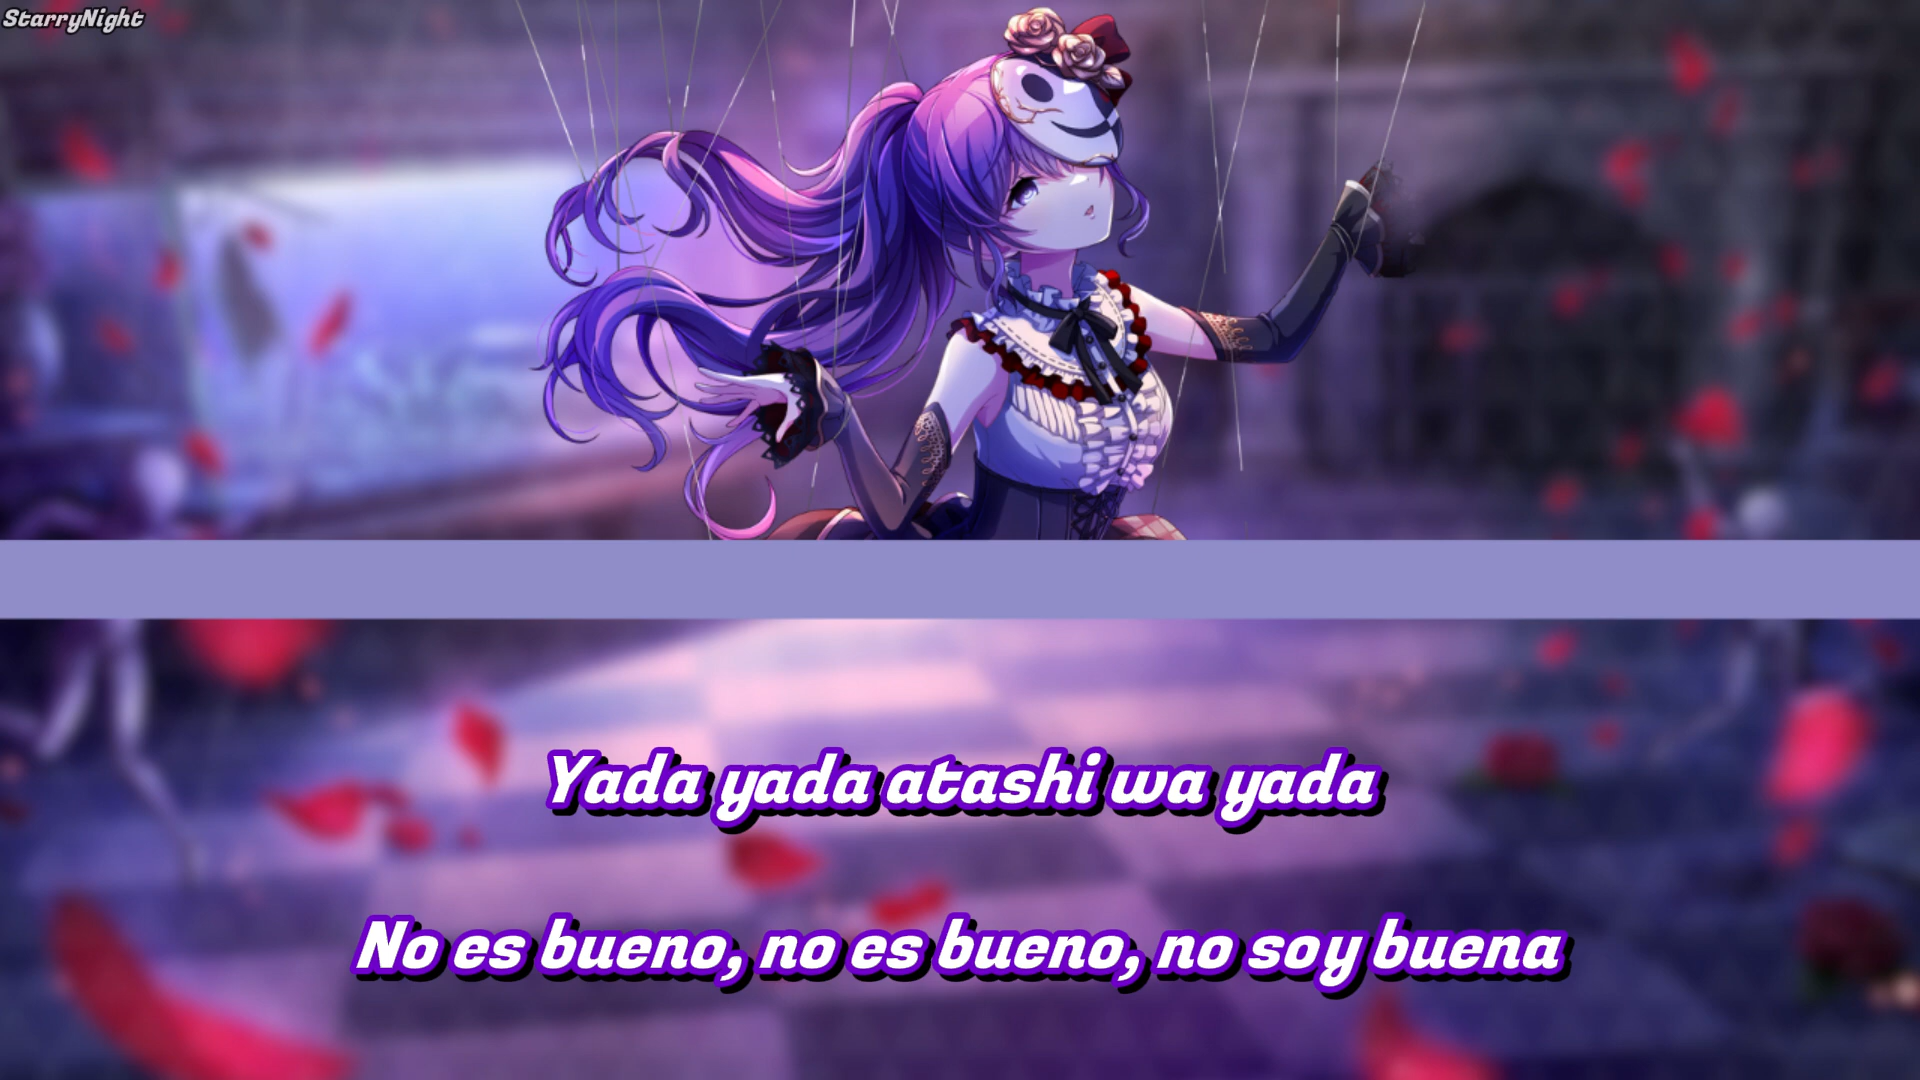 StarryNight
Yada yada atashi wa yada
No es bueno, no es bueno, no soy buena